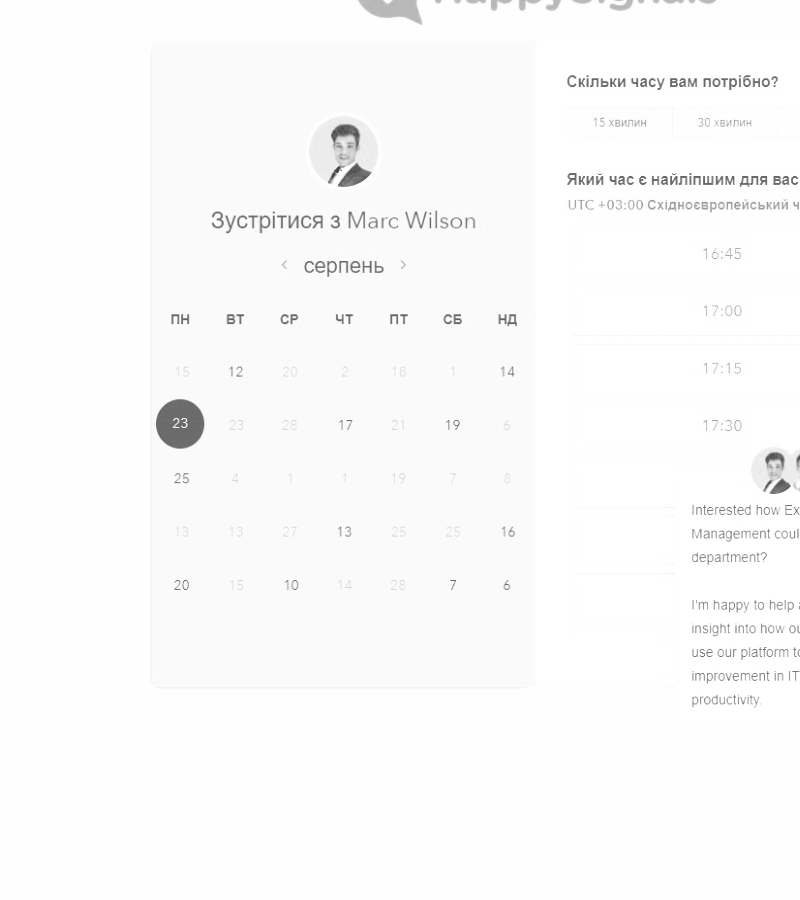 HappySignals
Зустрітися з Marc Wilson
серпень
ПН ВТ СР ЧТ ПТ СБ НД
15 12 20 2 18 1 14
23 23 28 17 21 19 6
25 4 1 1 19 7 8
13 13 27 13 25 25 16
20 15 10 14 28 7 6
Скільки часу вам потрібно?
15 хвилин 30 хвилин
Який час є найліпшим для вас
UTC +03:00 Східноєвропейський ч
16:45
17:00
17:15
17:30
Interested how Ex
Management coul
department?
I'm happy to help a
insight into how ou
use our platform to
improvement in IT
productivity.